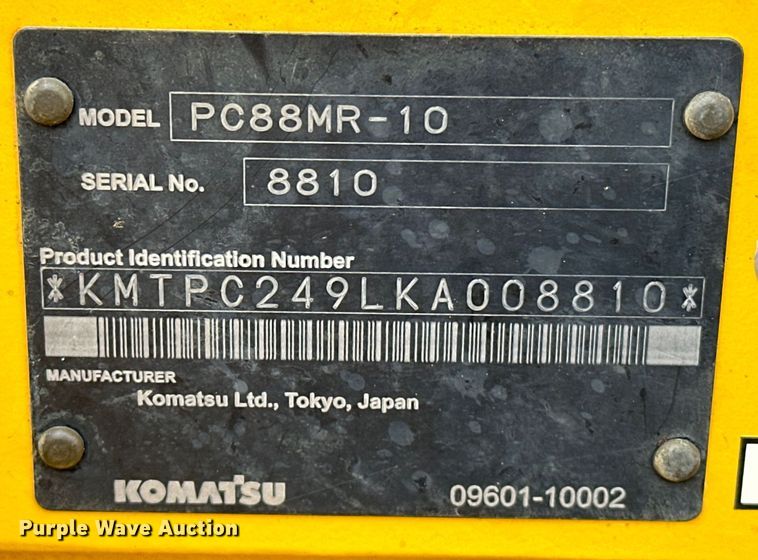 MODEL PC88MR-10
SERIAL No. 8810
Product Identification Number
*KMTPC249LKA008810*
MANUFACTURER
Komatsu Ltd., Tokyo, Japan
KOMATSU 09601-10002
Purple Wave Auction